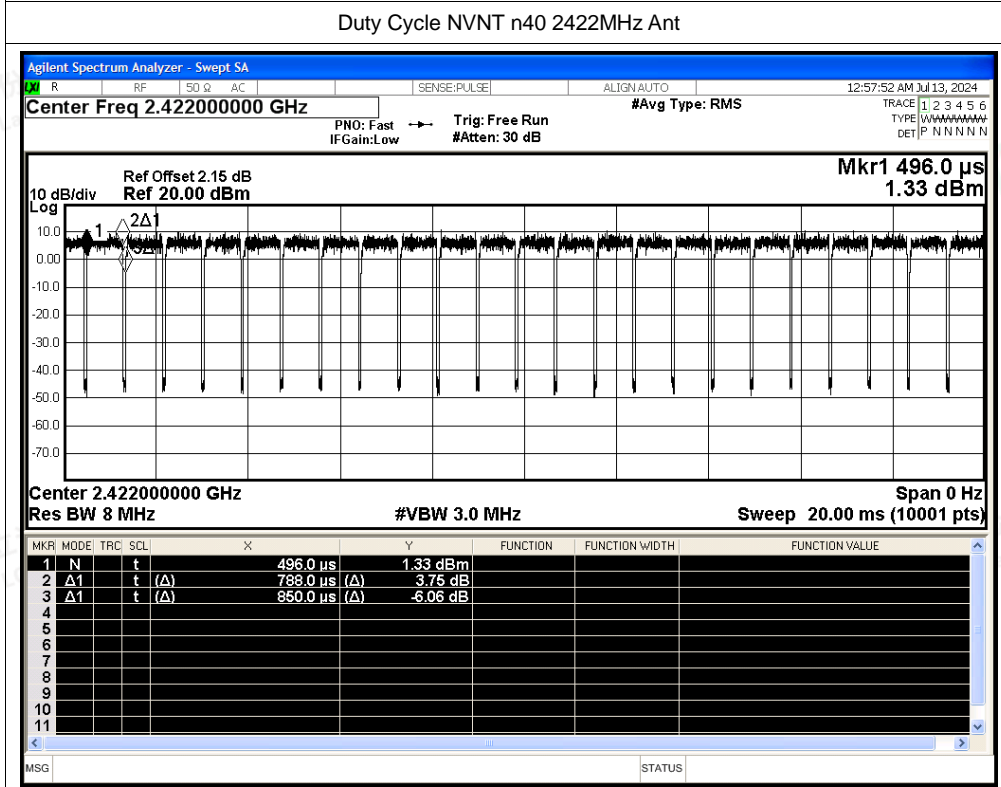 Duty Cycle NVNT n40 2422MHz Ant
Agilent Spectrum Analyzer - Swept SA
LXI R RF 50 Ω AC SENSE:PULSE ALIGN AUTO 12:57:52 AM Jul 13, 2024
Center Freq 2.422000000 GHz #Avg Type: RMS TRACE 1 2 3 4 5 6
PNO: Fast Trig: Free Run TYPE W
IFGain:Low #Atten: 30 dB DET P N N N N N
Mkr1 496.0 µs
1.33 dBm
Ref Offset 2.15 dB
10 dB/div Ref 20.00 dBm
Log
10.0
0.00
-10.0
-20.0
-30.0
-40.0
-50.0
-60.0
-70.0
1
2Δ1
Center 2.422000000 GHz Span 0 Hz
Res BW 8 MHz #VBW 3.0 MHz Sweep 20.00 ms (10001 pts)
MKR MODE TRC SCL X Y FUNCTION FUNCTION WIDTH FUNCTION VALUE
1 N t 496.0 µs 1.33 dBm
2 Δ1 t (Δ) 788.0 µs (Δ) 3.75 dB
3 Δ1 t (Δ) 850.0 µs (Δ) -6.06 dB
4
5
6
7
8
9
10
11
MSG STATUS